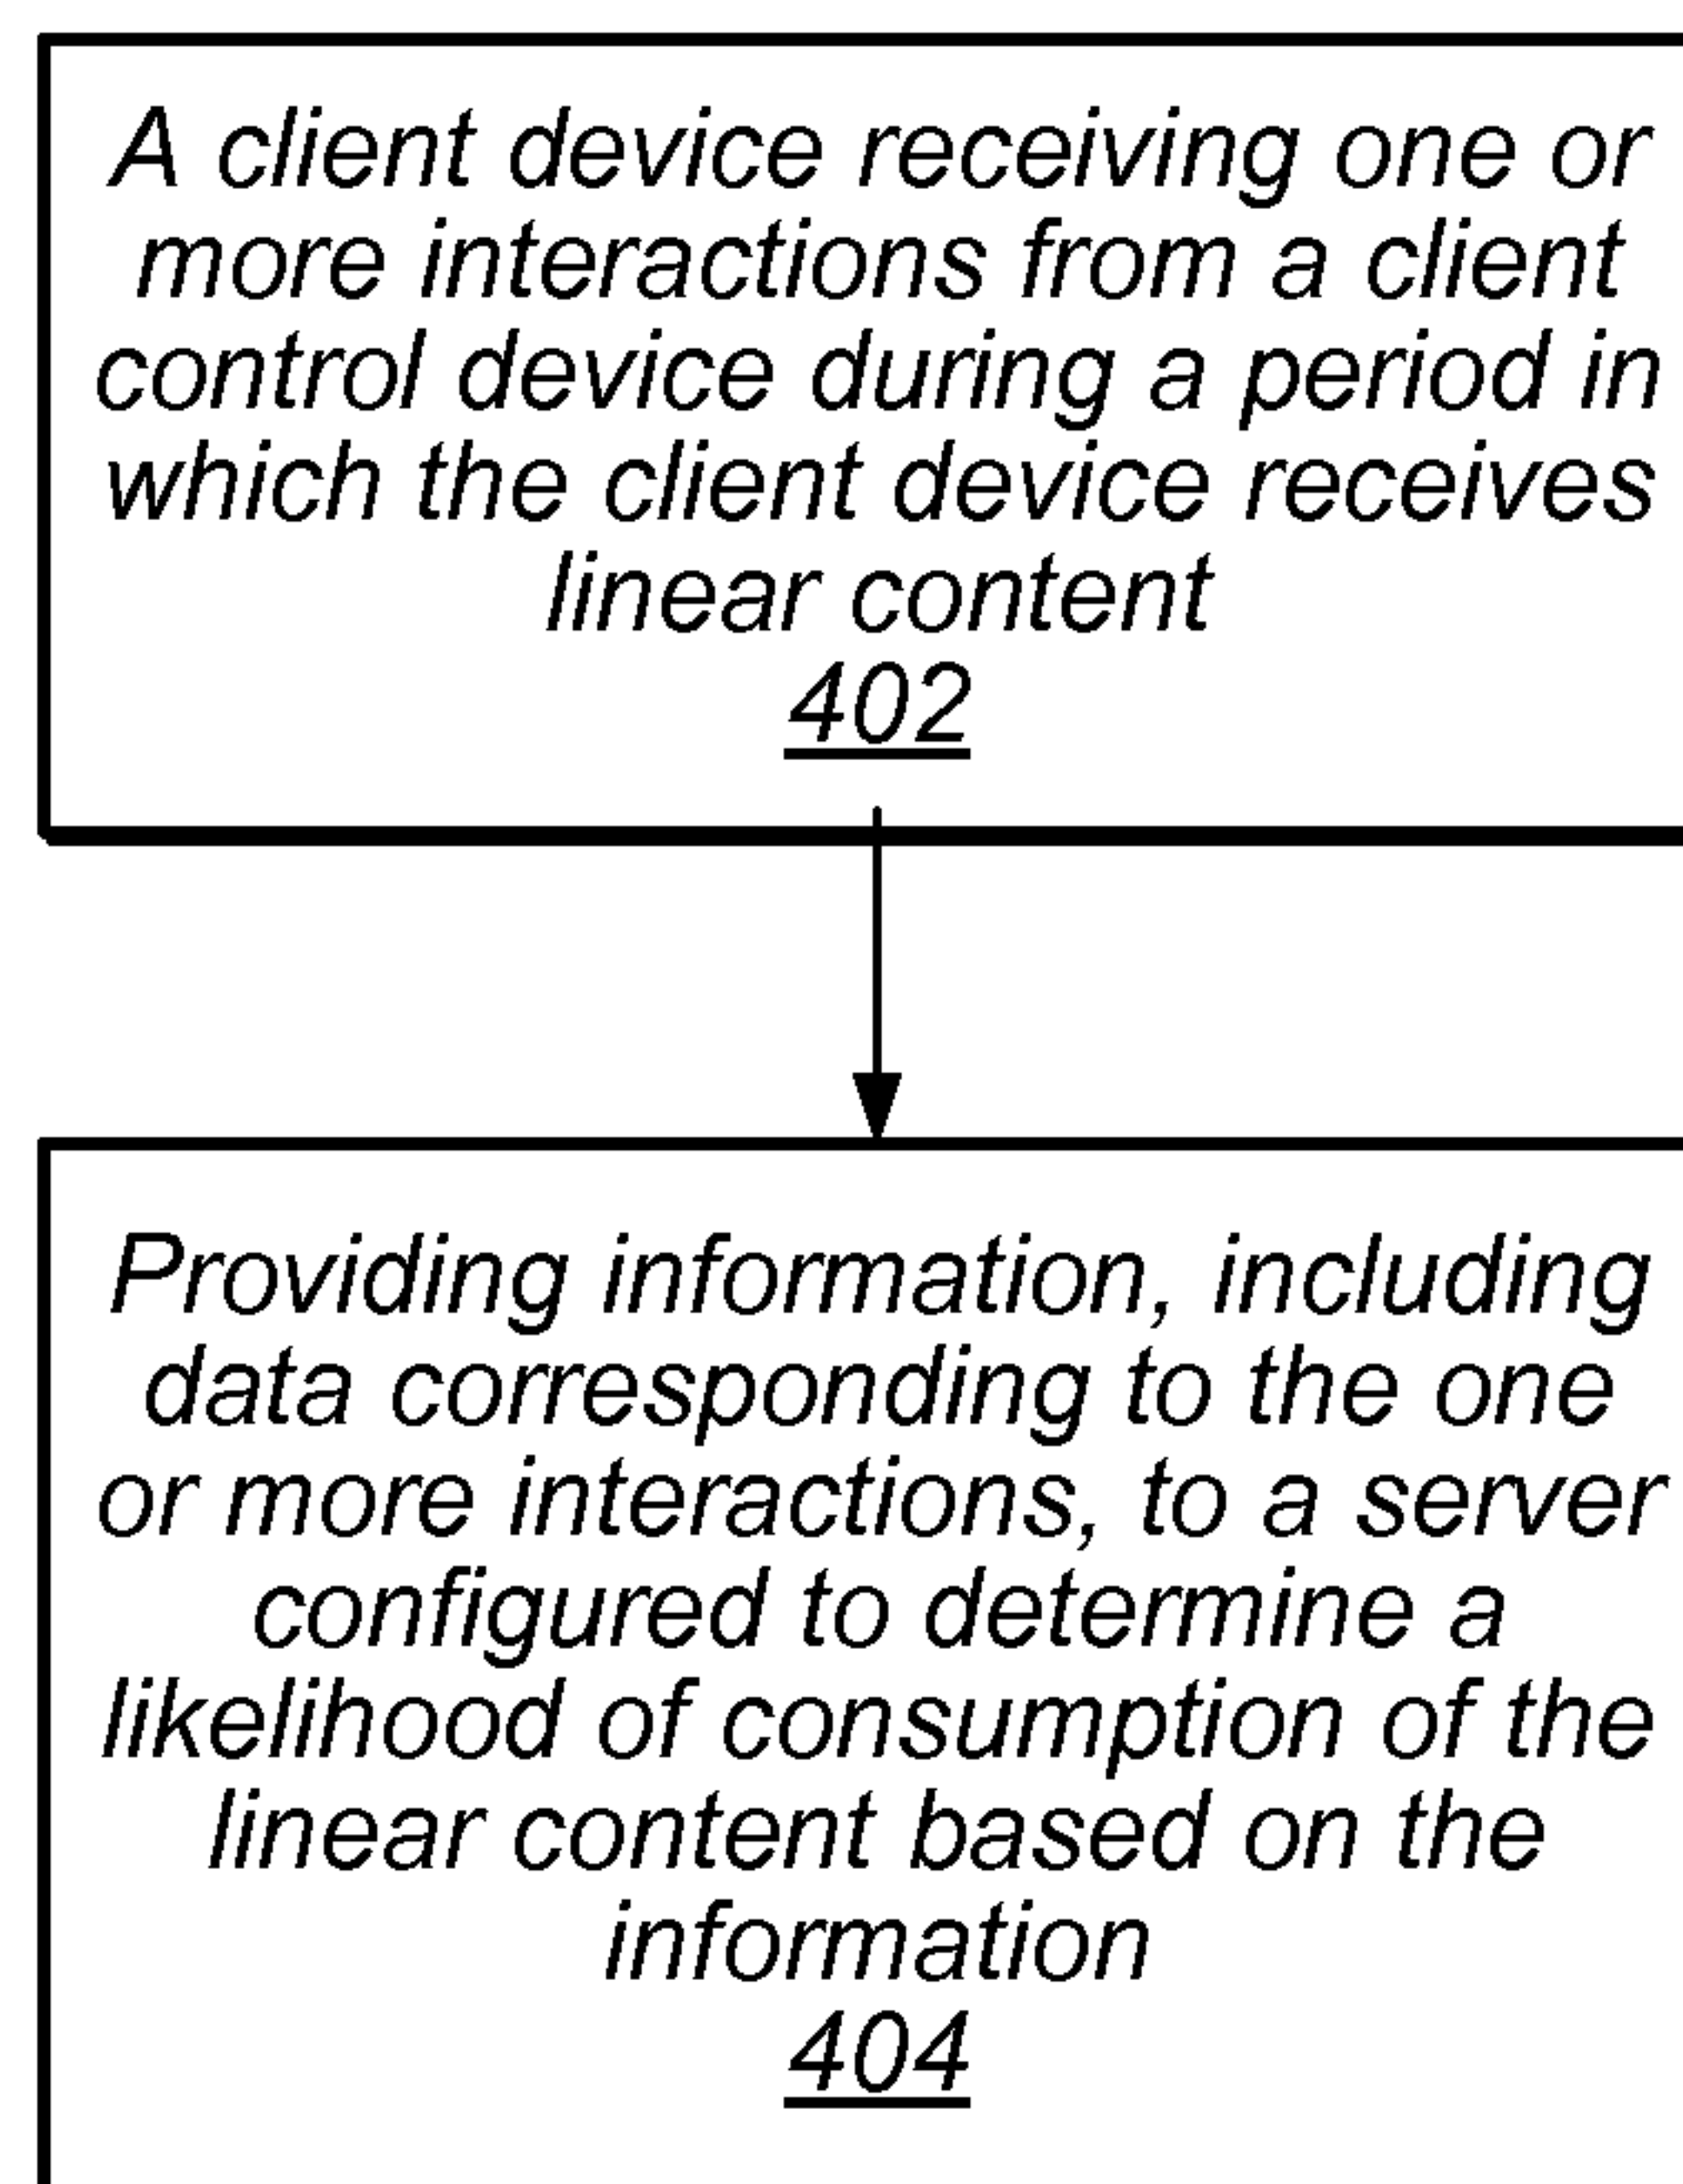 A client device receiving one or
more interactions from a client
control device during a period in
which the client device receives
linear content
402
Providing information, including
data corresponding to the one
or more interactions, to a server
configured to determine a
likelihood of consumption of the
linear content based on the
information
404